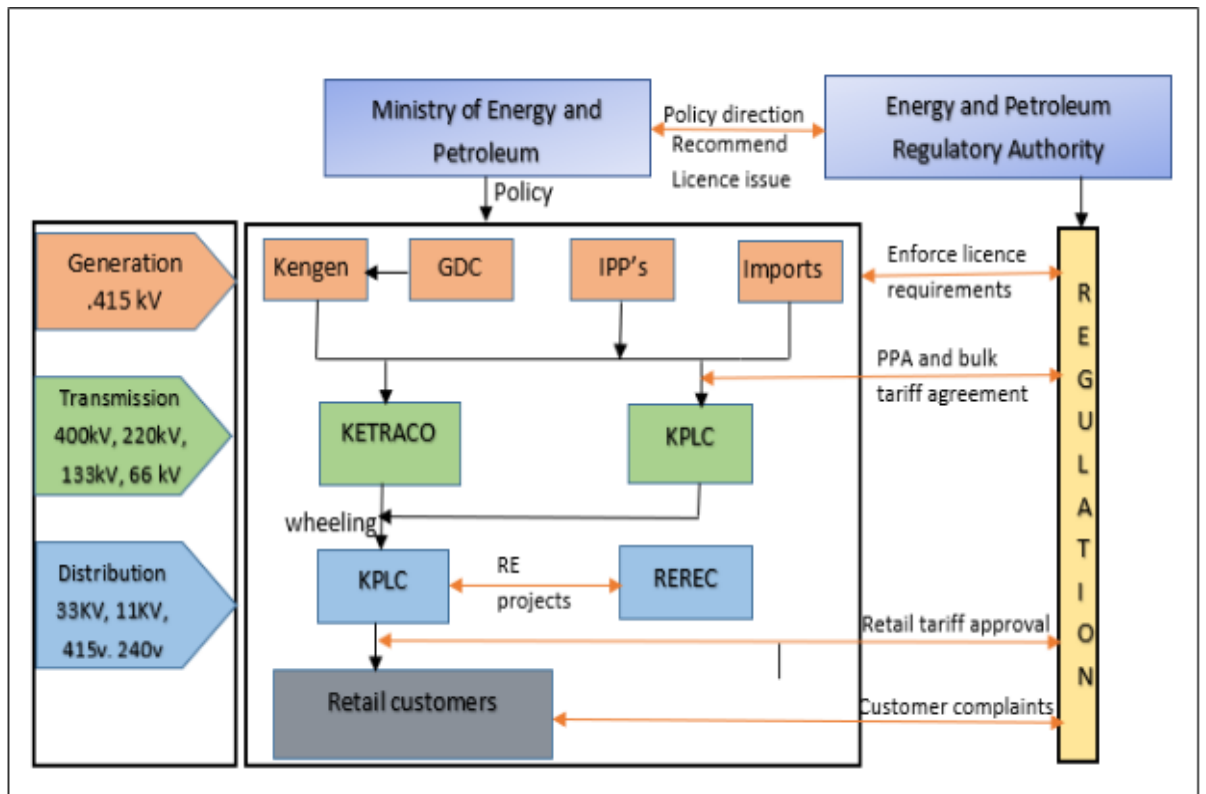 Ministry of Energy and
Petroleum
Policy direction
Recommend
Licence issue
Energy and Petroleum
Regulatory Authority
Policy
Generation
.415 kV
Kengen
GDC
IPP's
Imports
Enforce licence
requirements
PPA and bulk
tariff agreement
Transmission
400kV, 220kV,
133kV, 66 kV
KETRACO
KPLC
wheeling
Distribution
33KV, 11KV,
415v. 240v
KPLC
RE
projects
REREC
Retail tariff approval
Retail customers
Customer complaints
R
E
G
U
L
A
T
I
O
N